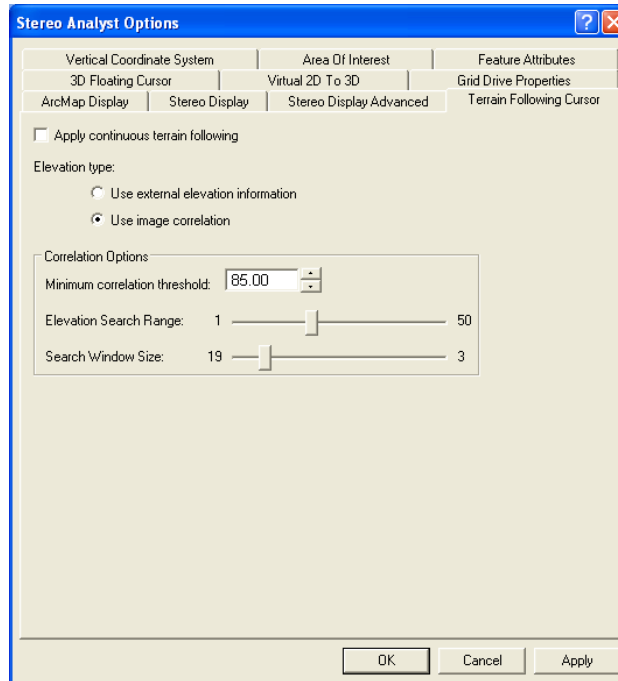 Stereo Analyst Options
Vertical Coordinate System Area Of Interest Feature Attributes
3D Floating Cursor Virtual 2D To 3D Grid Drive Properties
ArcMap Display Stereo Display Stereo Display Advanced Terrain Following Cursor
Apply continuous terrain following
Elevation type:
Use external elevation information
Use image correlation
Correlation Options
Minimum correlation threshold: 85.00
Elevation Search Range: 1 50
Search Window Size: 19 3
OK Cancel Apply